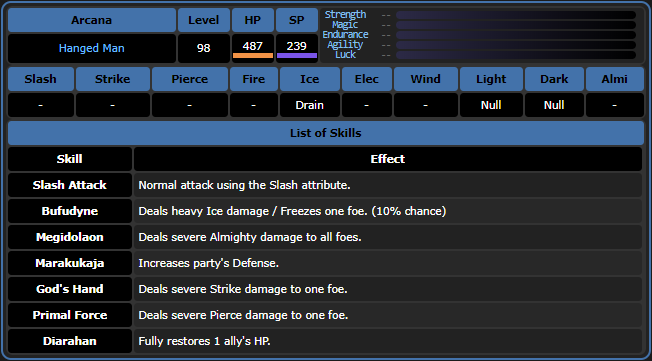 Arcana Level HP SP
Hanged Man 98 487 239
Strength --
Magic --
Endurance --
Agility --
Luck --
Slash Strike Pierce Fire Ice Elec Wind Light Dark Almi
- - - - Drain - - Null Null -
List of Skills
Skill Effect
Slash Attack Normal attack using the Slash attribute.
Bufudyne Deals heavy Ice damage / Freezes one foe. (10% chance)
Megidolaon Deals severe Almighty damage to all foes.
Marakukaja Increases party's Defense.
God's Hand Deals severe Strike damage to one foe.
Primal Force Deals severe Pierce damage to one foe.
Diarahan Fully restores 1 ally's HP.